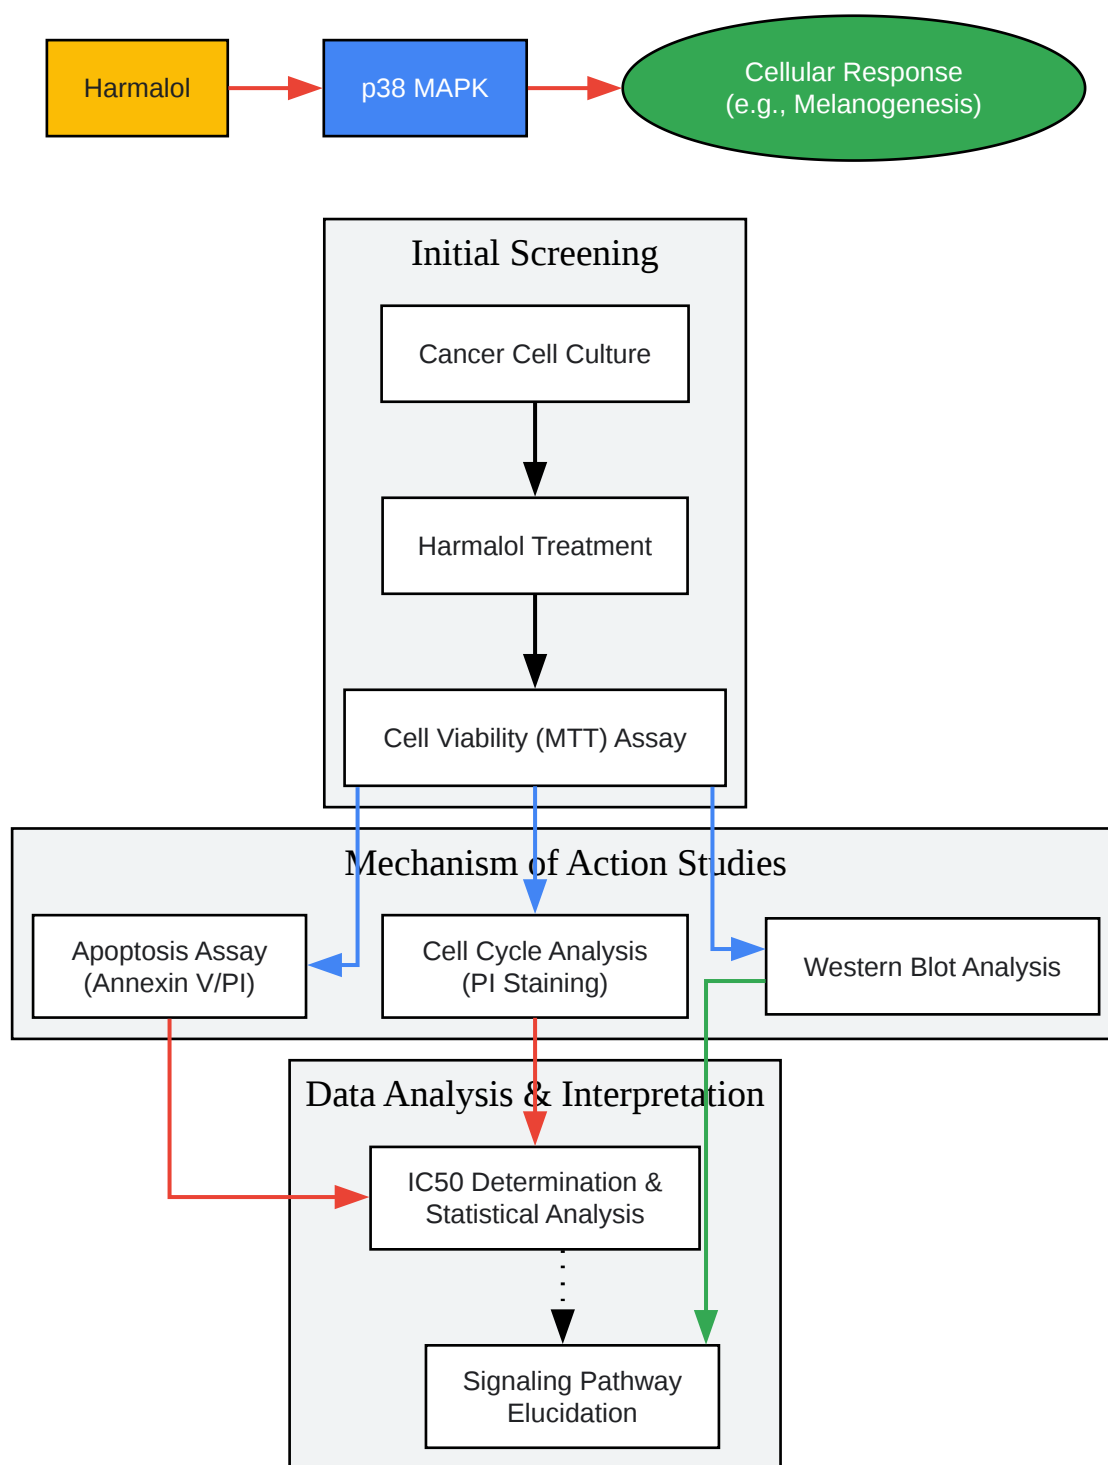 Harmalol
p38 MAPK
Cellular Response
(e.g., Melanogenesis)
Initial Screening
Cancer Cell Culture
Harmalol Treatment
Cell Viability (MTT) Assay
Mechanism of Action Studies
Apoptosis Assay
(Annexin V/PI)
Cell Cycle Analysis
(PI Staining)
Western Blot Analysis
Data Analysis & Interpretation
IC50 Determination &
Statistical Analysis
Signaling Pathway
Elucidation